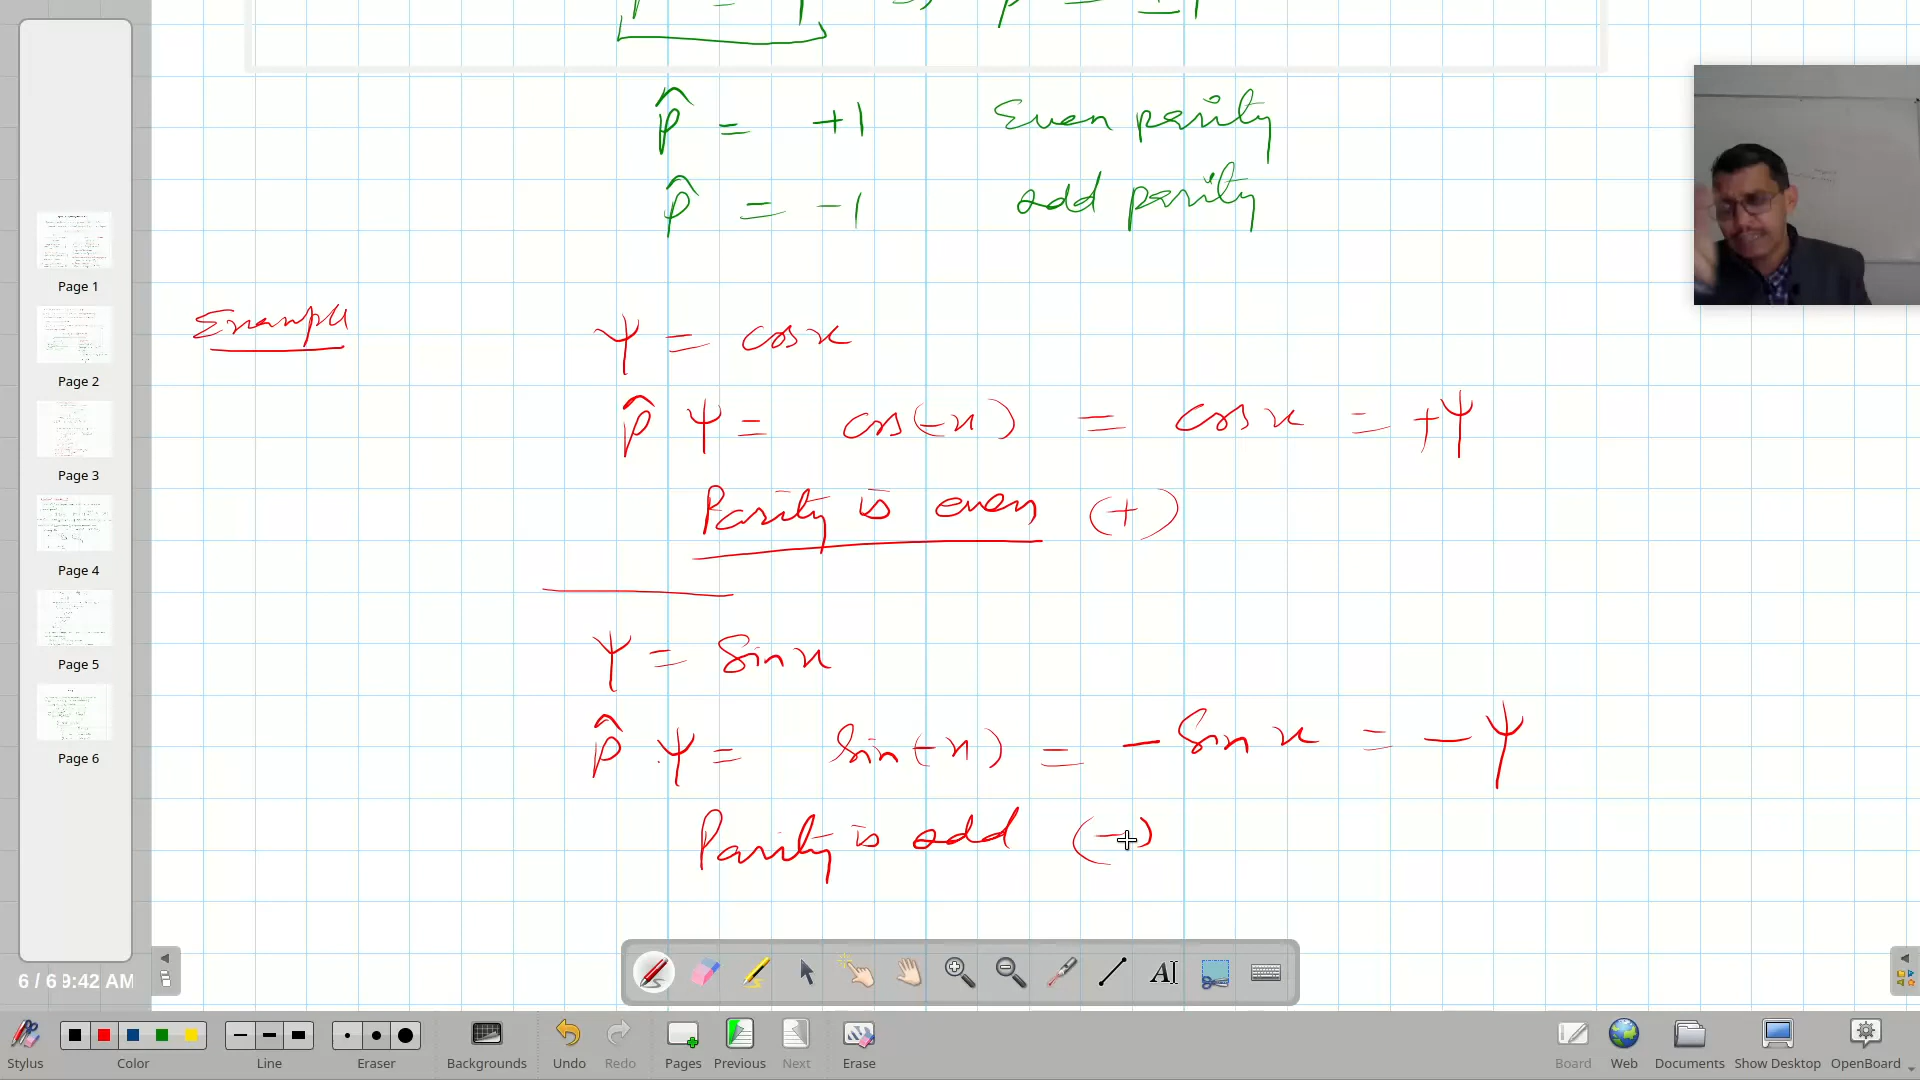 p̂ = +1 Even parity
p̂ = -1 odd parity
Example
ψ = cos x
p̂ ψ = cos(-x) = cos x = +ψ
Parity is even (+)
ψ = Sin x
p̂ ψ = sin(-x) = - Sin x = - ψ
Parity is odd (-)
Page 1
Page 2
Page 3
Page 4
Page 5
Page 6
6 / 6 9:42 AM
Stylus Color Line Eraser Backgrounds Undo Redo Pages Previous Next Erase Board Web Documents Show Desktop OpenBoard